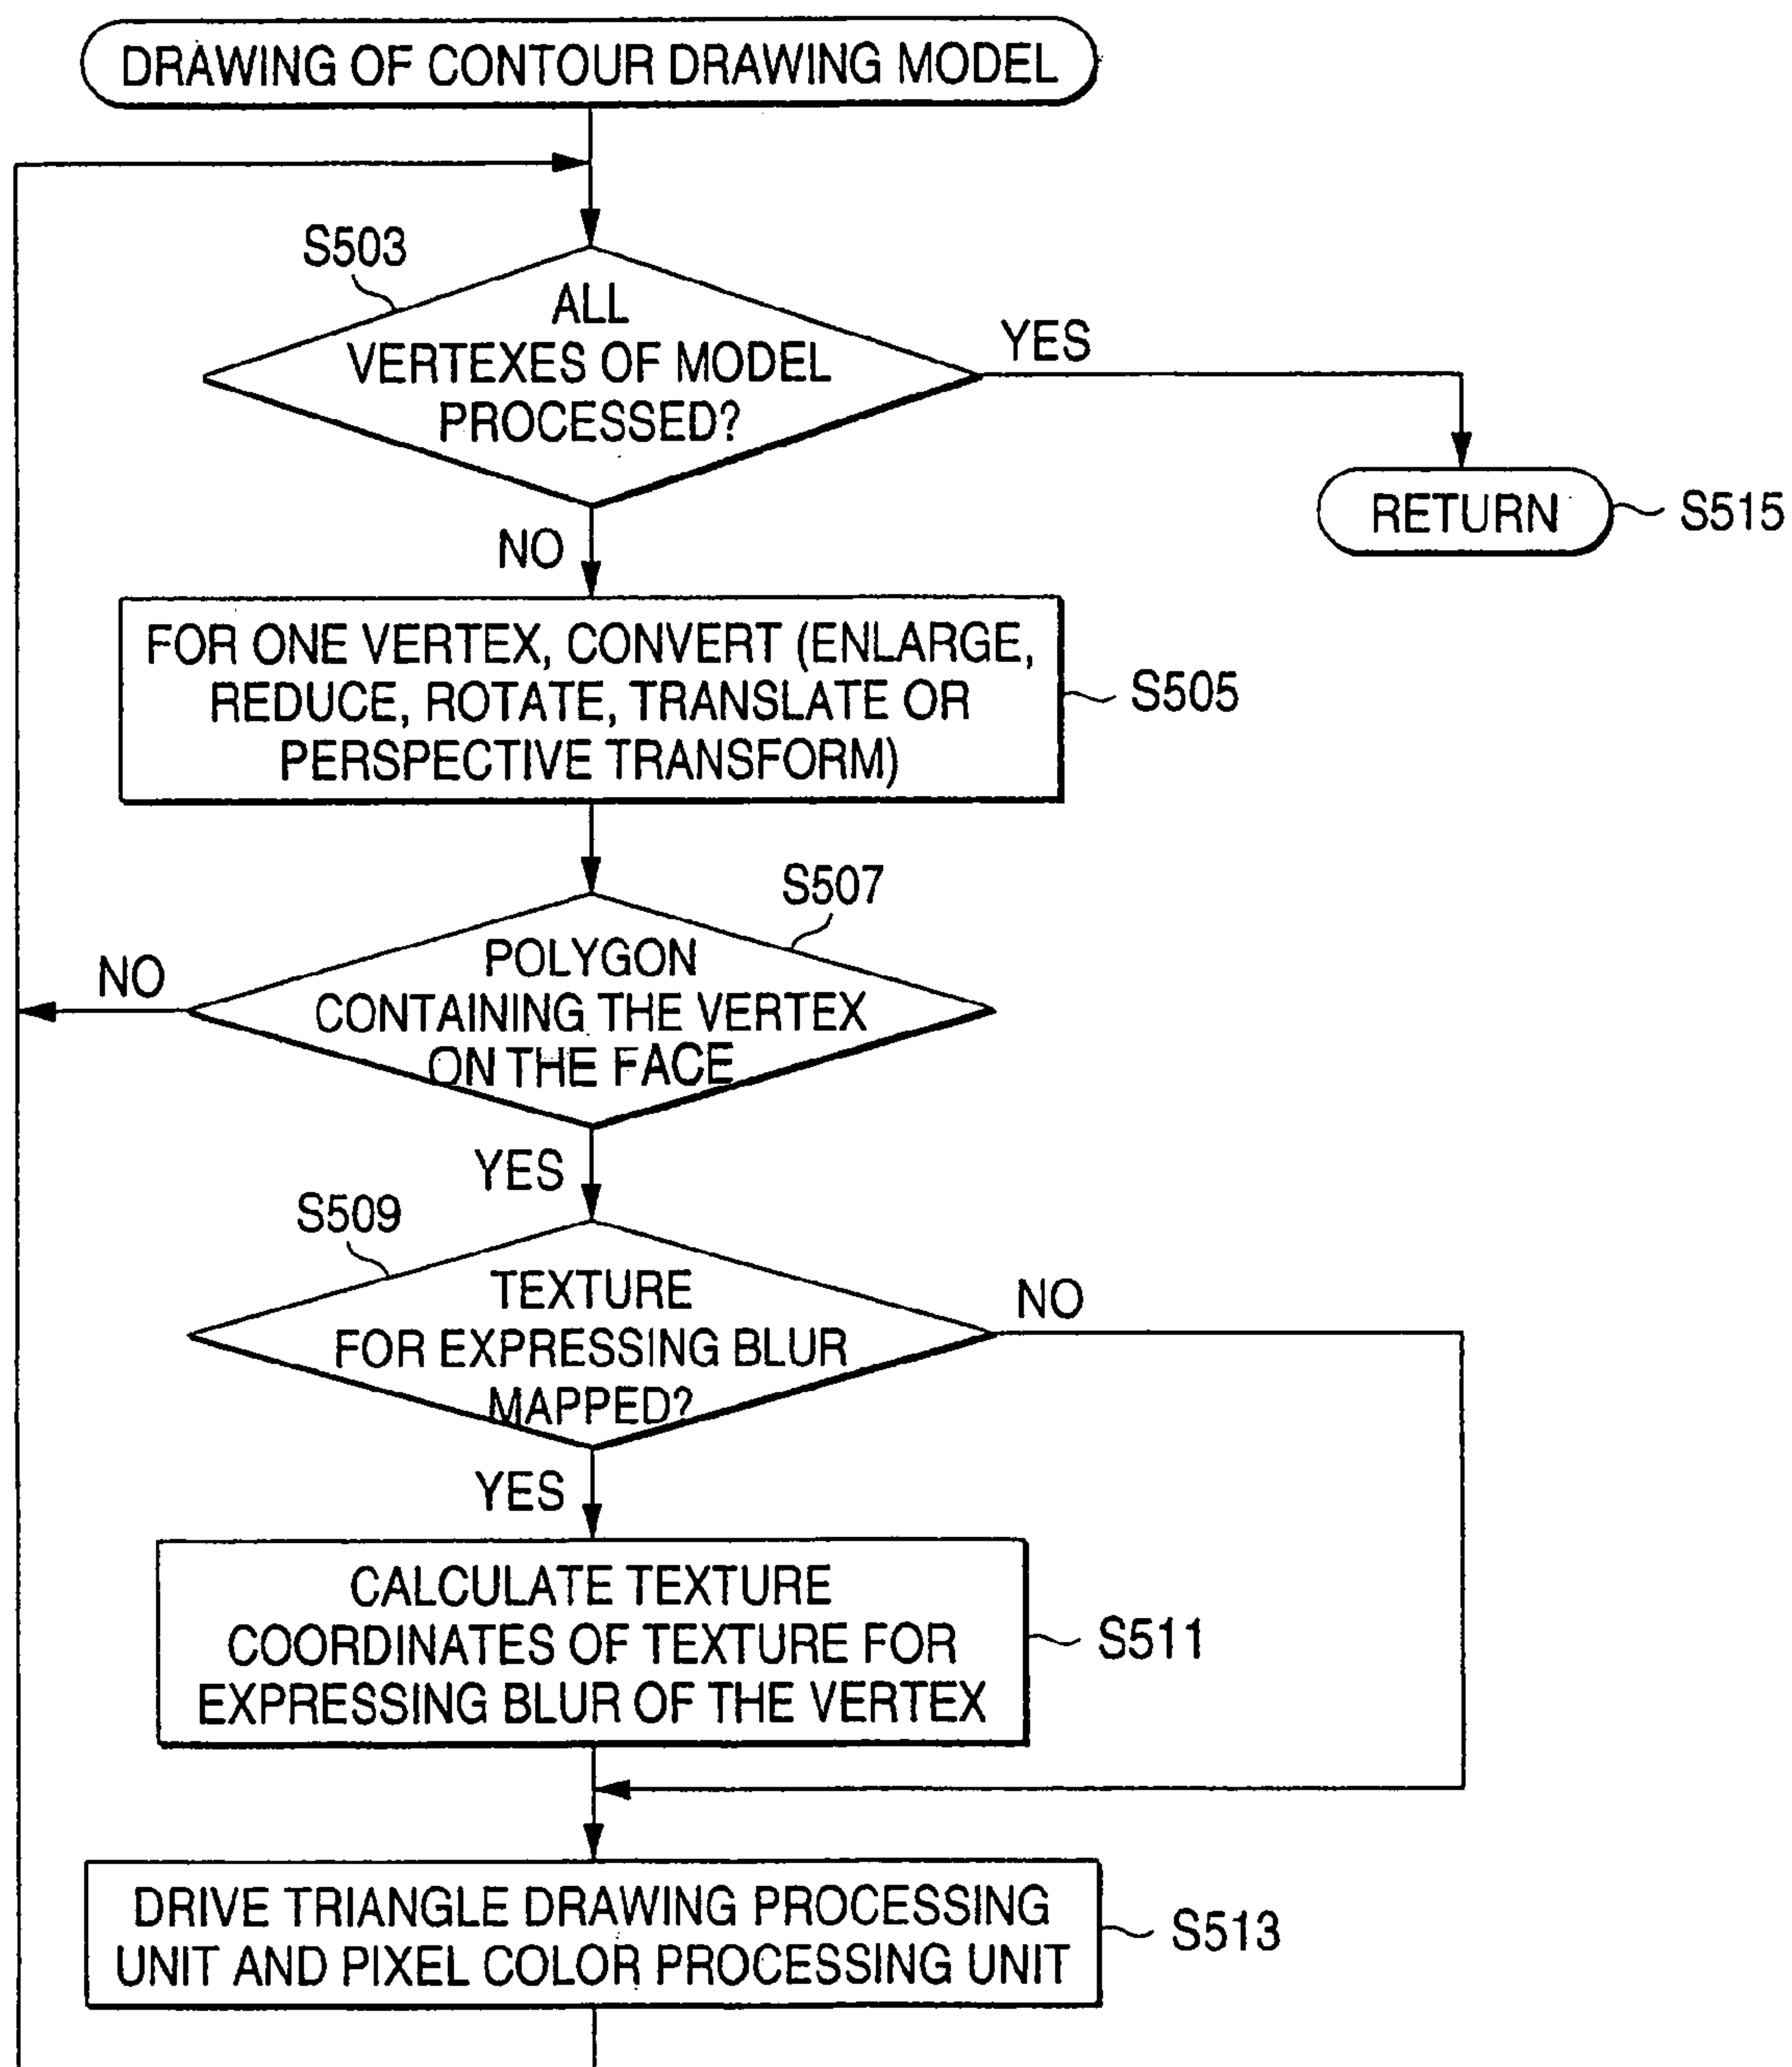 DRAWING OF CONTOUR DRAWING MODEL
S503
ALL
VERTEXES OF MODEL
PROCESSED?
YES
RETURN
S515
NO
FOR ONE VERTEX, CONVERT (ENLARGE,
REDUCE, ROTATE, TRANSLATE OR
PERSPECTIVE TRANSFORM)
S505
S507
POLYGON
CONTAINING THE VERTEX
ON THE FACE
NO
YES
S509
TEXTURE
FOR EXPRESSING BLUR
MAPPED?
NO
YES
CALCULATE TEXTURE
COORDINATES OF TEXTURE FOR
EXPRESSING BLUR OF THE VERTEX
S511
DRIVE TRIANGLE DRAWING PROCESSING
UNIT AND PIXEL COLOR PROCESSING UNIT
S513